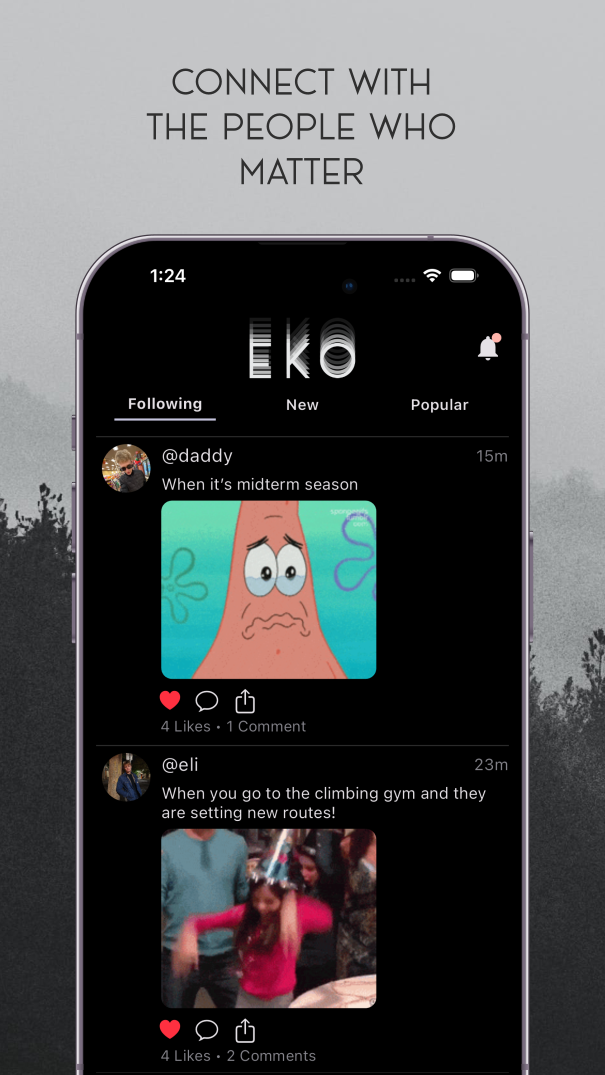 CONNECT WITH
THE PEOPLE WHO
MATTER
1:24
EKO
Following
New
Popular
@daddy
15m
When it’s midterm season
4 Likes • 1 Comment
@eli
23m
When you go to the climbing gym and they
are setting new routes!
4 Likes • 2 Comments